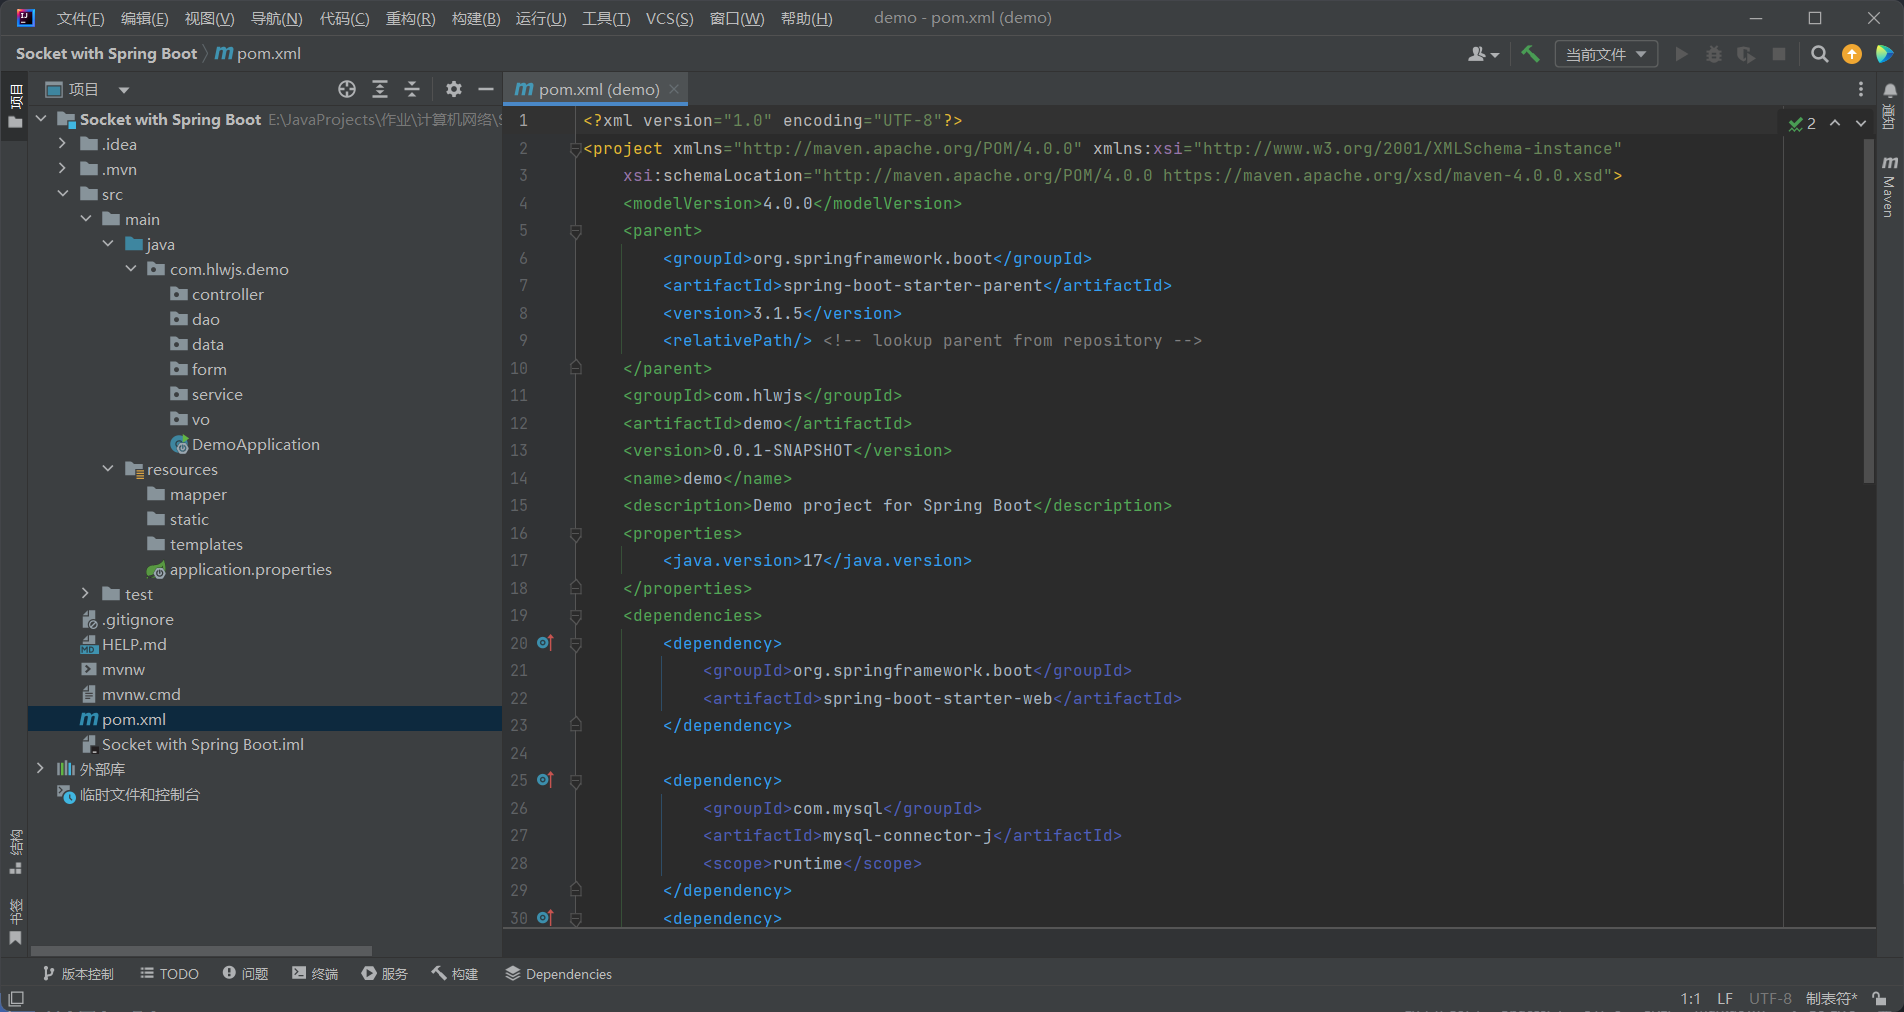 文件(F) 编辑(E) 视图(V) 导航(N) 代码(C) 重构(R) 构建(B) 运行(U) 工具(T) VCS(S) 窗口(W) 帮助(H) demo - pom.xml (demo)
Socket with Spring Boot m pom.xml 当前文件
项目
项目
Socket with Spring Boot E:\JavaProjects\作业\计算机网络\S
.idea
.mvn
src
main
java
com.hlwjs.demo
controller
dao
data
form
service
vo
DemoApplication
resources
mapper
static
templates
application.properties
test
.gitignore
HELP.md
mvnw
mvnw.cmd
m pom.xml
Socket with Spring Boot.iml
外部库
临时文件和控制台
结构
书签
m pom.xml (demo)
2
1 <?xml version="1.0" encoding="UTF-8"?>
2 <project xmlns="http://maven.apache.org/POM/4.0.0" xmlns:xsi="http://www.w3.org/2001/XMLSchema-instance"
3 xsi:schemaLocation="http://maven.apache.org/POM/4.0.0 https://maven.apache.org/xsd/maven-4.0.0.xsd">
4 <modelVersion>4.0.0</modelVersion>
5 <parent>
6 <groupId>org.springframework.boot</groupId>
7 <artifactId>spring-boot-starter-parent</artifactId>
8 <version>3.1.5</version>
9 <relativePath/> <!-- lookup parent from repository -->
10 </parent>
11 <groupId>com.hlwjs</groupId>
12 <artifactId>demo</artifactId>
13 <version>0.0.1-SNAPSHOT</version>
14 <name>demo</name>
15 <description>Demo project for Spring Boot</description>
16 <properties>
17 <java.version>17</java.version>
18 </properties>
19 <dependencies>
20 <dependency>
21 <groupId>org.springframework.boot</groupId>
22 <artifactId>spring-boot-starter-web</artifactId>
23 </dependency>
24
25 <dependency>
26 <groupId>com.mysql</groupId>
27 <artifactId>mysql-connector-j</artifactId>
28 <scope>runtime</scope>
29 </dependency>
30 <dependency>
通知
m Maven
版本控制 TODO 问题 终端 服务 构建 Dependencies
1:1 LF UTF-8 制表符*